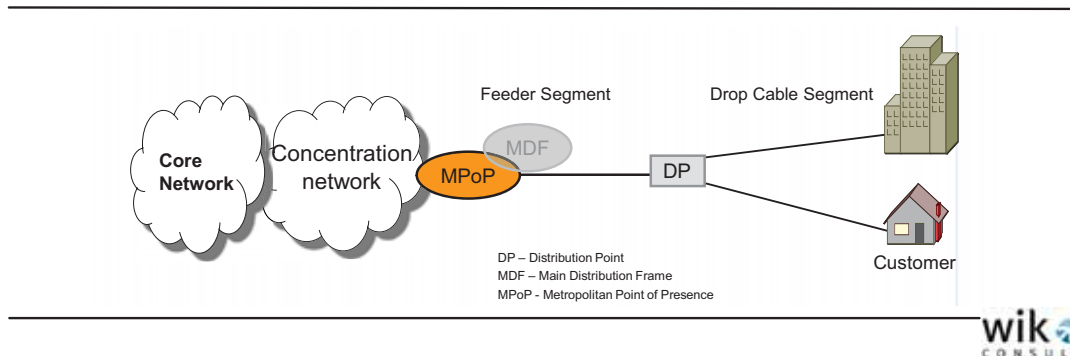 Feeder Segment
Drop Cable Segment
Core
Network
Concentration
network
MDF
MPoP
DP
Customer
DP – Distribution Point
MDF – Main Distribution Frame
MPoP - Metropolitan Point of Presence
wik
CONSUL